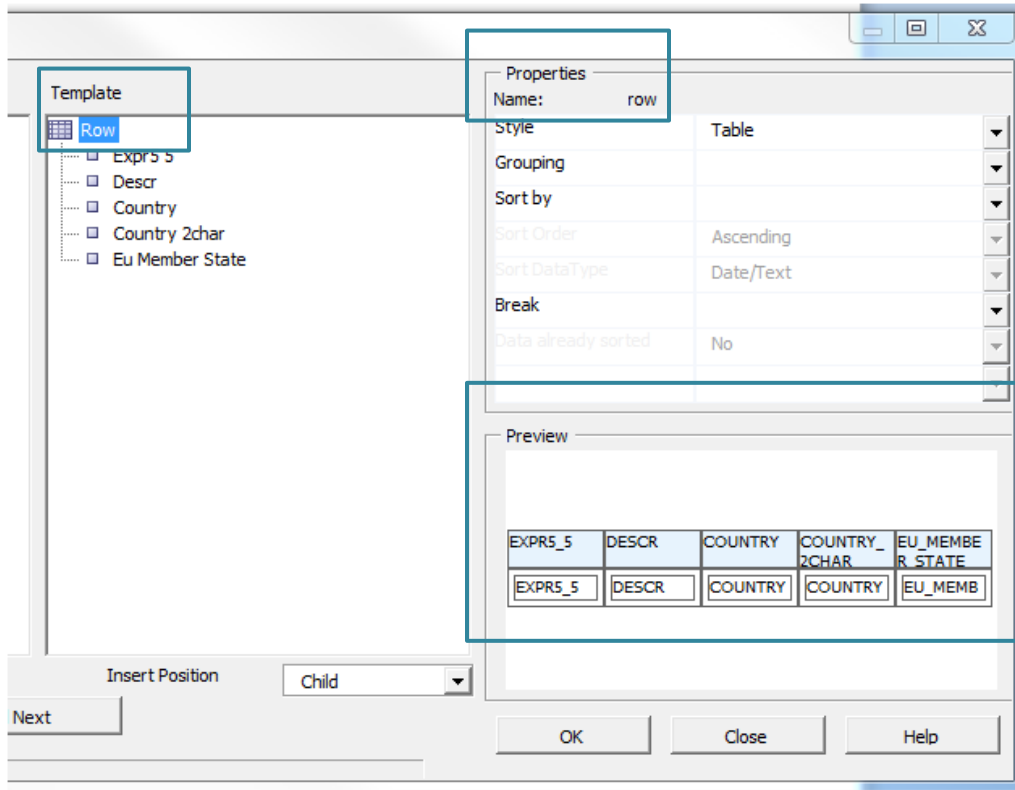 Template
Row
Expr5 5
Descr
Country
Country 2char
Eu Member State
Insert Position
Child
Next
Properties
Name: row
Style Table
Grouping
Sort by
Sort Order Ascending
Sort DataType Date/Text
Break
Data already sorted No
Preview
EXPR5_5 DESCR COUNTRY COUNTRY_ EU_MEMBE
2CHAR R_STATE
EXPR5_5 DESCR COUNTRY COUNTRY EU_MEMB
OK Close Help